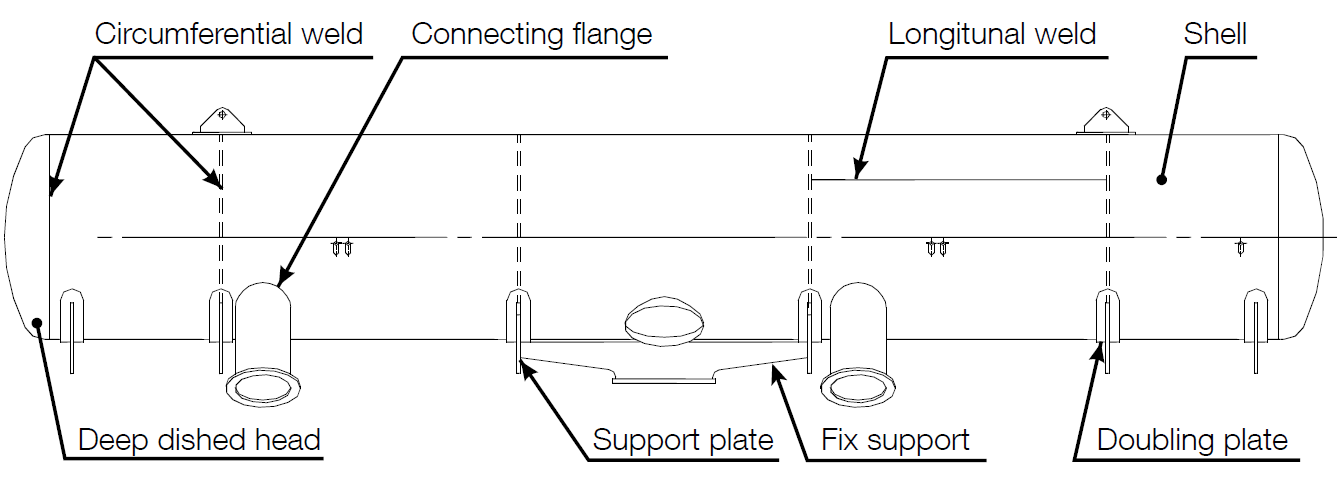 Circumferential weld
Connecting flange
Longitunal weld
Shell
Deep dished head
Support plate
Fix support
Doubling plate